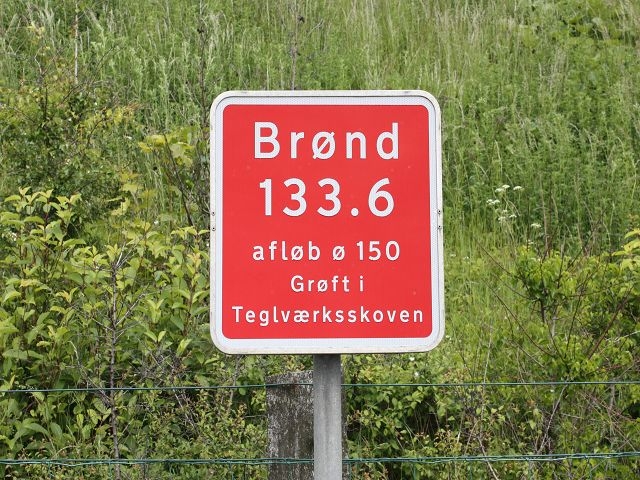 Brønd
133.6
afløb ø 150
Grøft i
Teglværksskoven